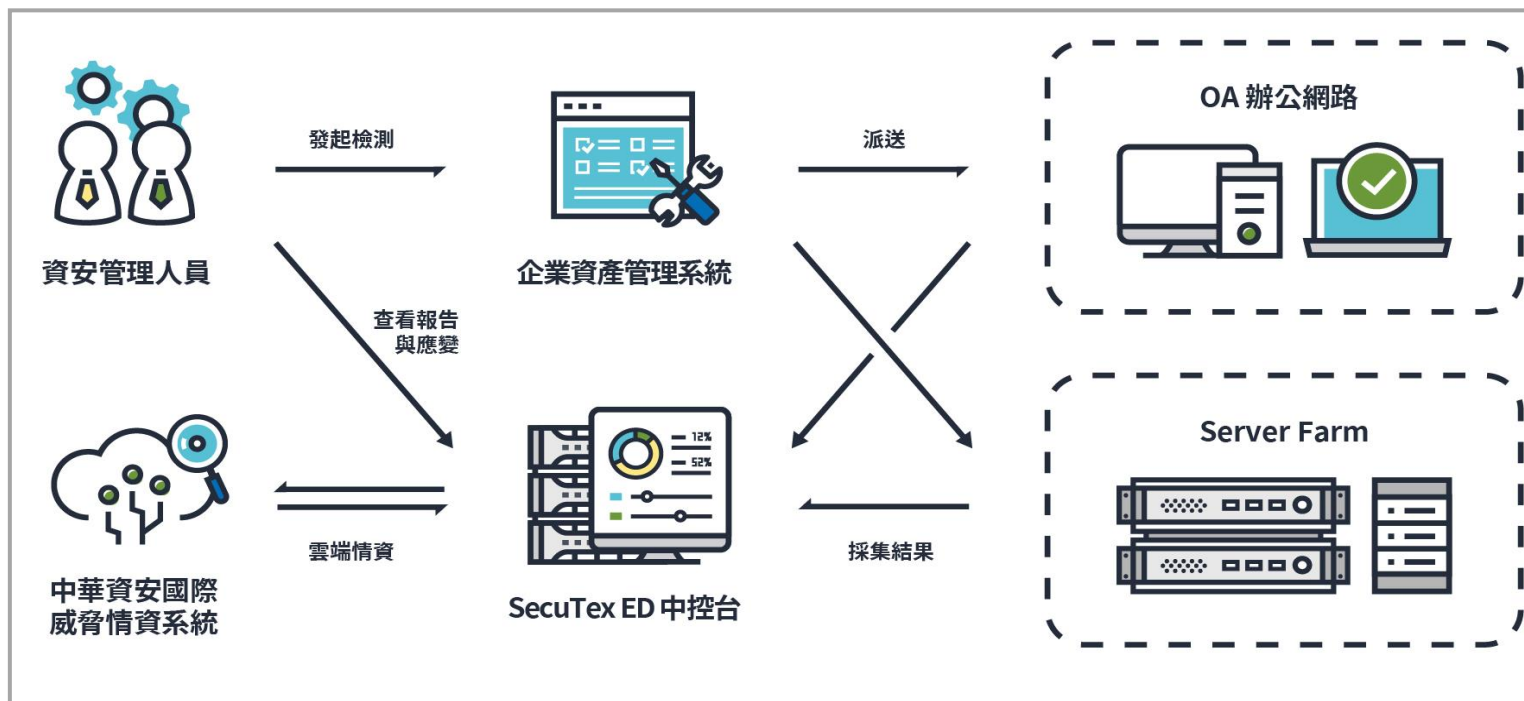 OA 辦公網路
發起檢測
派送
資安管理人員
企業資產管理系統
查看報告
與應變
12%
52%
Server Farm
雲端情資
採集結果
中華資安國際
威脅情資系統
SecuTex ED 中控台